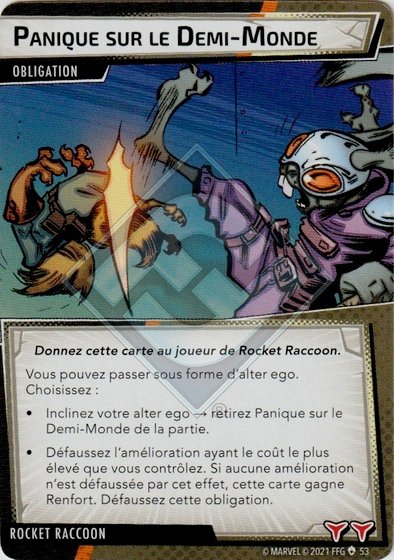 PANIQUE SUR LE DEMI-MONDE
OBLIGATION
Donnez cette carte au joueur de Rocket Raccoon.
Vous pouvez passer sous forme d'alter ego.
Choisissez :
• Inclinez votre alter ego → retirez Panique sur le
Demi-Monde de la partie.
• Défaussez l'amélioration ayant le coût le plus
élevé que vous contrôlez. Si aucune amélioration
n'est défaussée par cet effet, cette carte gagne
Renfort. Défaussez cette obligation.
ROCKET RACCOON
© MARVEL © 2021 FFG 53